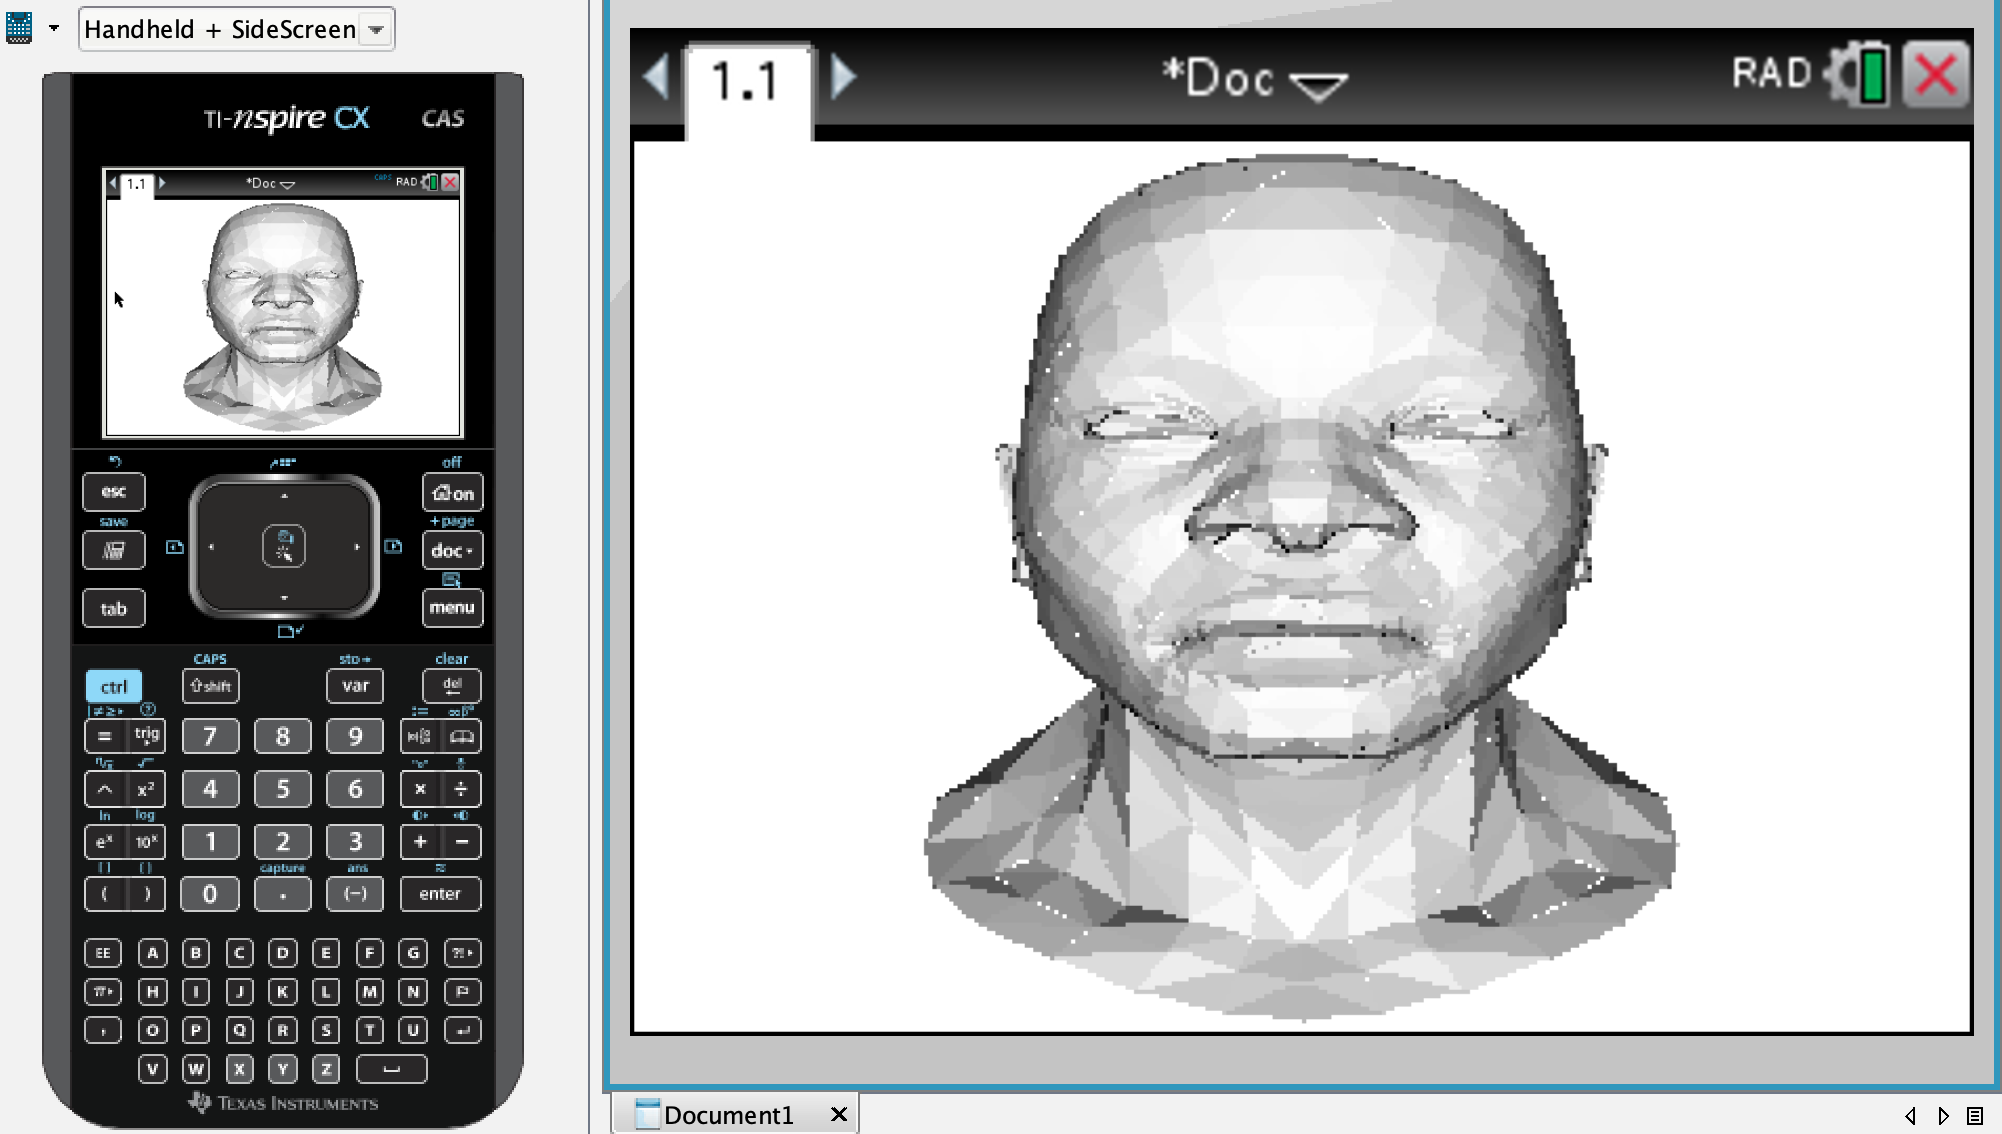 Handheld + SideScreen
TI-nspire CX CAS
1.1 *Doc CAPS RAD
1.1 *Doc RAD
off
esc on
save + page
doc
tab menu
CAPS sto→ clear
ctrl ⇧shift var del
|≠≥▸ :=
= trig 7 8 9
^ x² 4 5 6 × ÷
ln log
eˣ 10ˣ 1 2 3 + −
[ ] { } capture ans ≈
( ) 0 . (−) enter
EE A B C D E F G ?!▸
π▸ H I J K L M N
, O P Q R S T U
V W X Y Z
TEXAS INSTRUMENTS
Document1